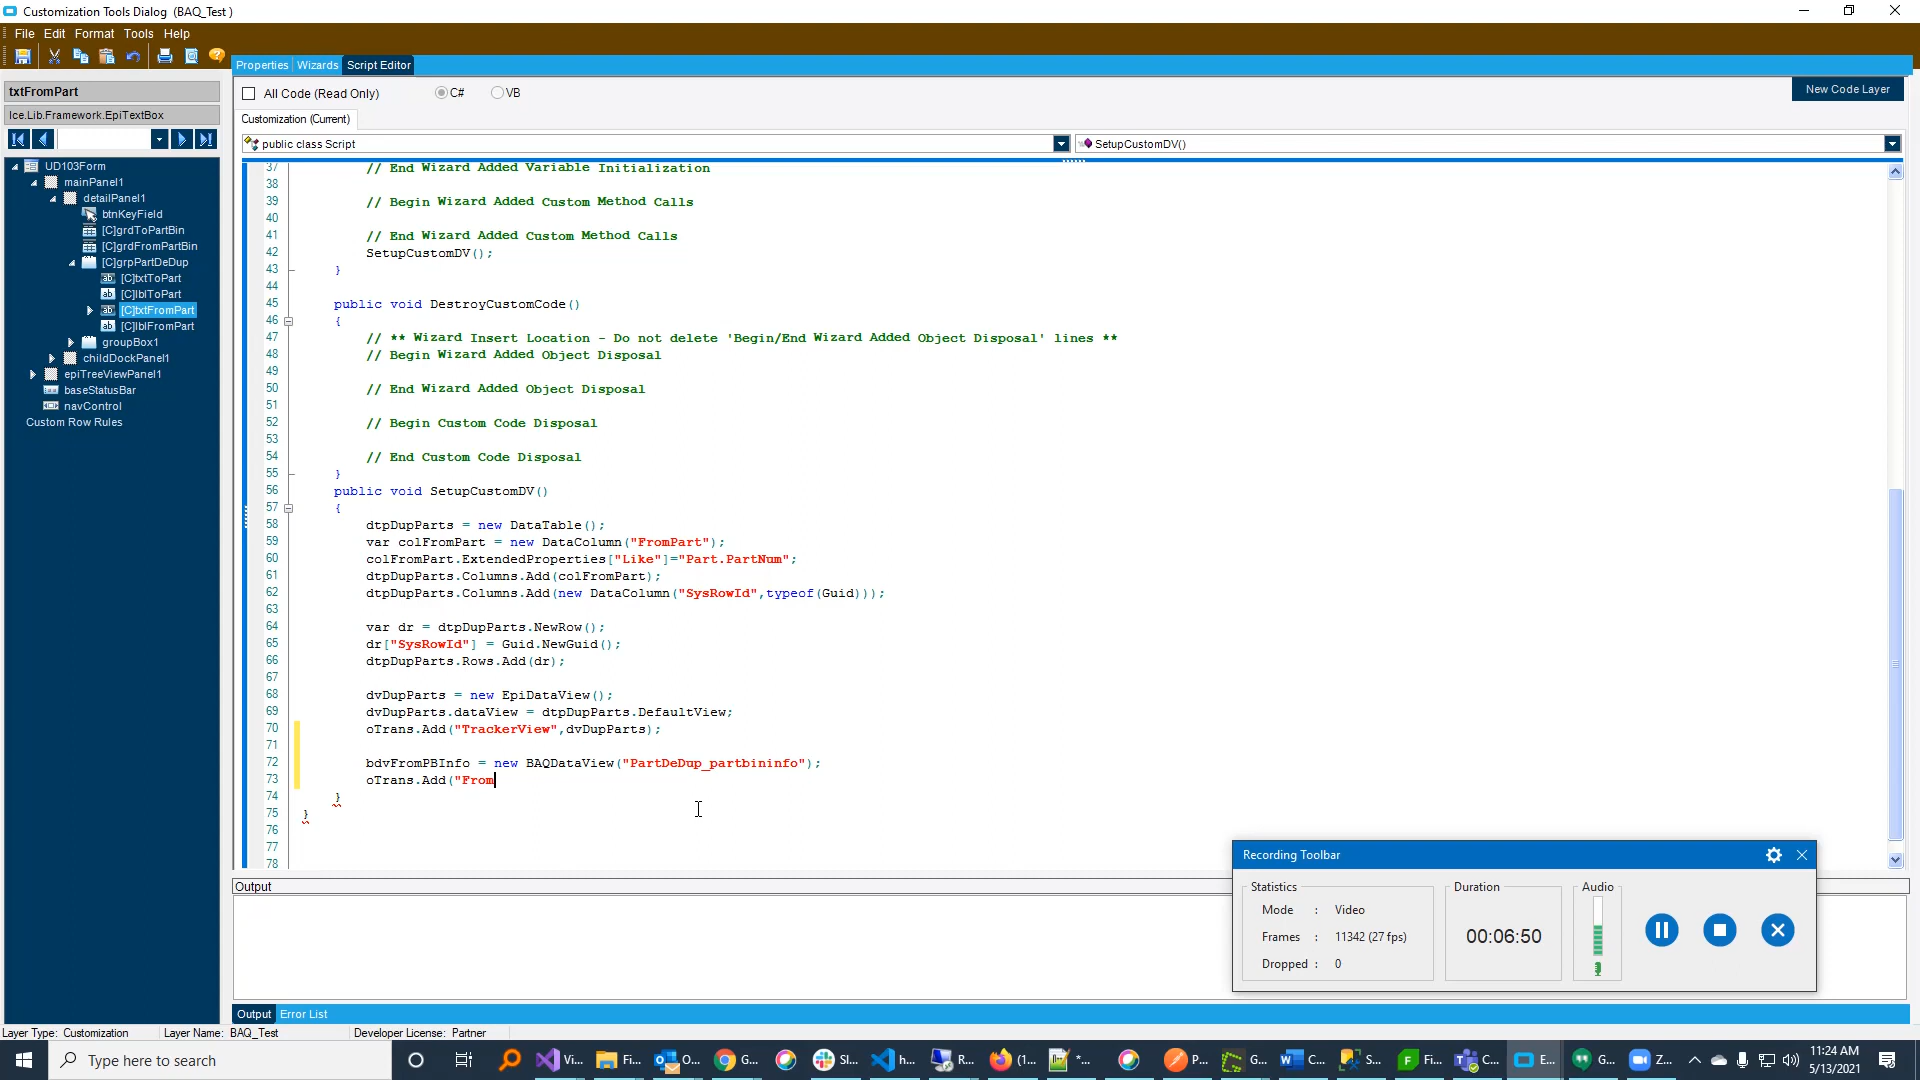 Customization Tools Dialog (BAQ_Test )
File Edit Format Tools Help
Properties Wizards Script Editor
txtFromPart
Ice.Lib.Framework.EpiTextBox
All Code (Read Only) C# VB
New Code Layer
Customization (Current)
public class Script
SetupCustomDV()
UD103Form
mainPanel1
detailPanel1
btnKeyField
[C]grdToPartBin
[C]grdFromPartBin
[C]grpPartDeDup
[C]txtToPart
[C]lblToPart
[C]txtFromPart
[C]lblFromPart
groupBox1
childDockPanel1
epiTreeViewPanel1
baseStatusBar
navControl
Custom Row Rules
37 // End Wizard Added Variable Initialization
38
39 // Begin Wizard Added Custom Method Calls
40
41 // End Wizard Added Custom Method Calls
42 SetupCustomDV();
43 }
44
45 public void DestroyCustomCode()
46 {
47 // ** Wizard Insert Location - Do not delete 'Begin/End Wizard Added Object Disposal' lines **
48 // Begin Wizard Added Object Disposal
49
50 // End Wizard Added Object Disposal
51
52 // Begin Custom Code Disposal
53
54 // End Custom Code Disposal
55 }
56 public void SetupCustomDV()
57 {
58 dtpDupParts = new DataTable();
59 var colFromPart = new DataColumn("FromPart");
60 colFromPart.ExtendedProperties["Like"]="Part.PartNum";
61 dtpDupParts.Columns.Add(colFromPart);
62 dtpDupParts.Columns.Add(new DataColumn("SysRowId",typeof(Guid)));
63
64 var dr = dtpDupParts.NewRow();
65 dr["SysRowId"] = Guid.NewGuid();
66 dtpDupParts.Rows.Add(dr);
67
68 dvDupParts = new EpiDataView();
69 dvDupParts.dataView = dtpDupParts.DefaultView;
70 oTrans.Add("TrackerView",dvDupParts);
71
72 bdvFromPBInfo = new BAQDataView("PartDeDup_partbininfo");
73 oTrans.Add("From
74 }
75 }
76
77
78
Output
Recording Toolbar
Statistics
Mode : Video
Frames : 11342 (27 fps)
Dropped : 0
Duration
00:06:50
Audio
Output Error List
Layer Type: Customization Layer Name: BAQ_Test Developer License: Partner
Type here to search
Vi... Fi... O... G... Sl... h... R... (1... *... P... G... C... S... Fi... C... E... G... Z...
11:24 AM
5/13/2021